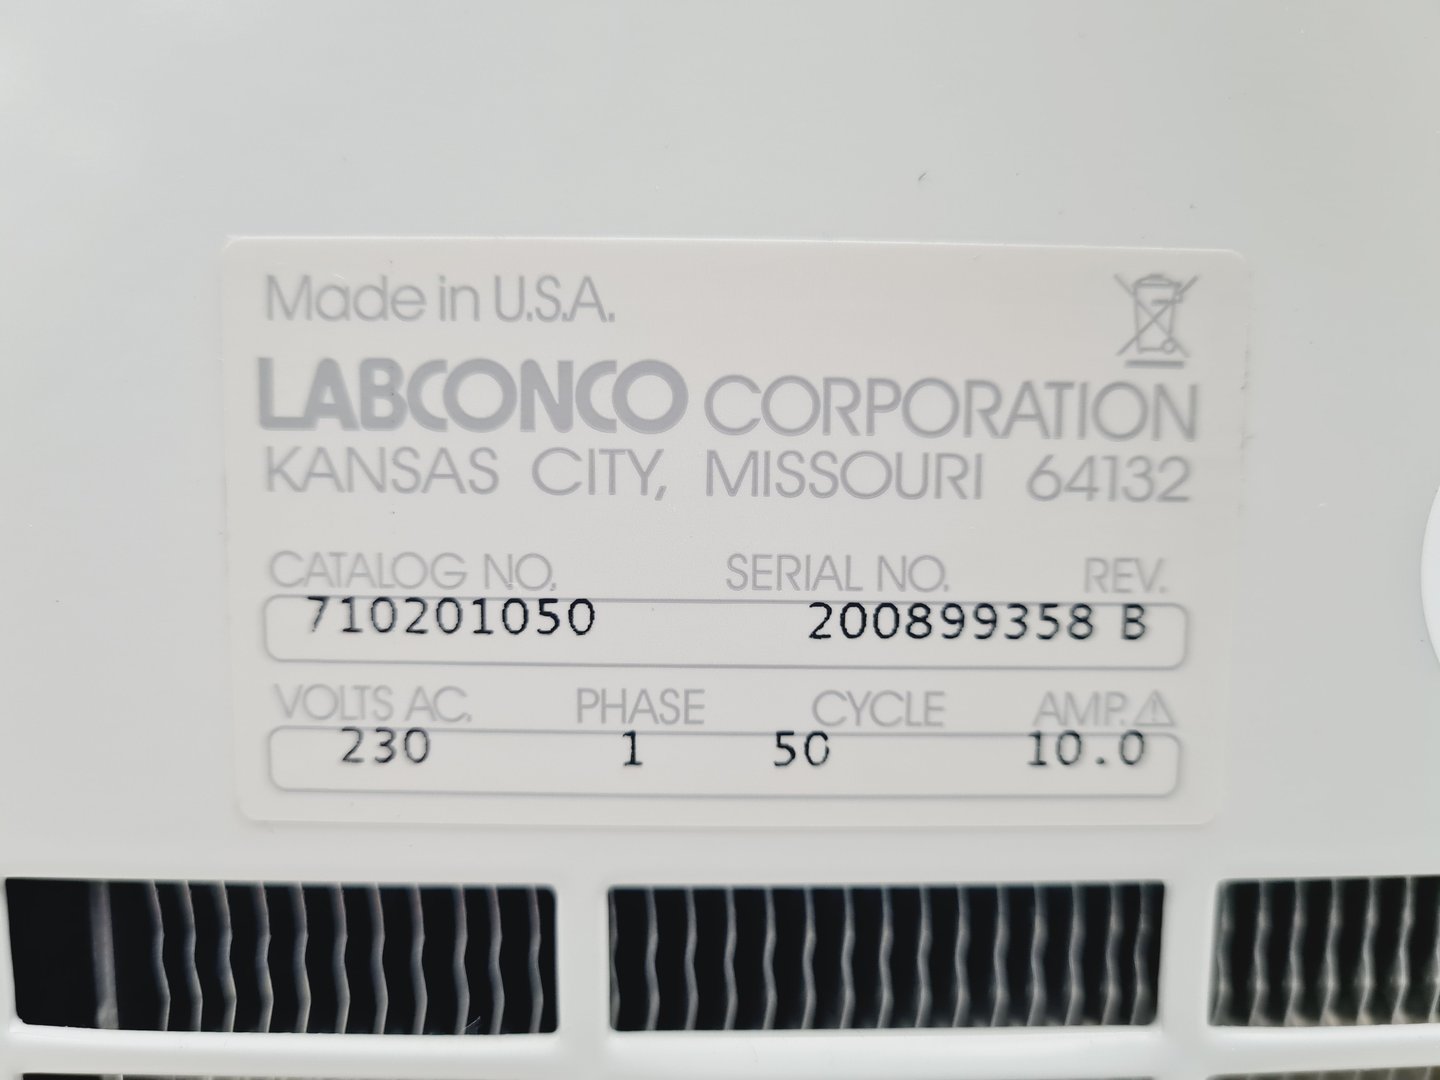 Made in U.S.A.
LABCONCO CORPORATION
KANSAS CITY, MISSOURI 64132
CATALOG NO. SERIAL NO. REV.
710201050 200899358 B
VOLTS AC. PHASE CYCLE AMP. ⚠
230 1 50 10.0